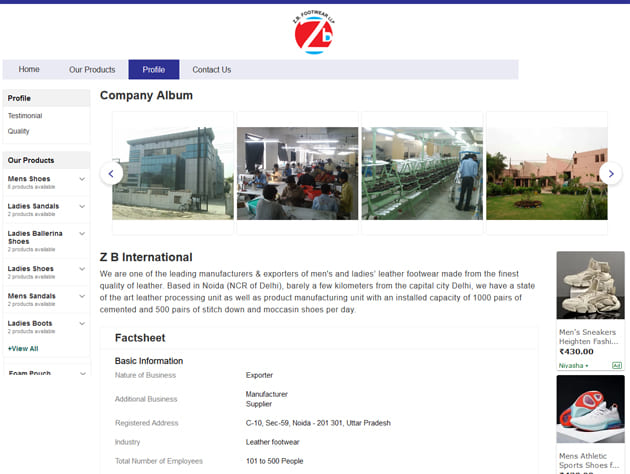 Z.B. FOOTWEAR LLP
Zb
Home Our Products Profile Contact Us
Profile
Testimonial
Quality
Our Products
Mens Shoes
6 products available
Ladies Sandals
2 products available
Ladies Ballerina
Shoes
2 products available
Ladies Shoes
2 products available
Mens Sandals
2 products available
Ladies Boots
2 products available
+View All
Foam Pouch
Company Album
Z B International
We are one of the leading manufacturers & exporters of men's and ladies' leather footwear made from the finest
quality of leather. Based in Noida (NCR of Delhi), barely a few kilometers from the capital city Delhi, we have a state
of the art leather processing unit as well as product manufacturing unit with an installed capacity of 1000 pairs of
cemented and 500 pairs of stitch down and moccasin shoes per day.
Factsheet
Basic Information
Nature of Business Exporter
Additional Business Manufacturer
Supplier
Registered Address C-10, Sec-59, Noida - 201 301, Uttar Pradesh
Industry Leather footwear
Total Number of Employees 101 to 500 People
Men's Sneakers
Heighten Fashi...
₹430.00
Nivasha + Ad
Mens Athletic
Sports Shoes f...